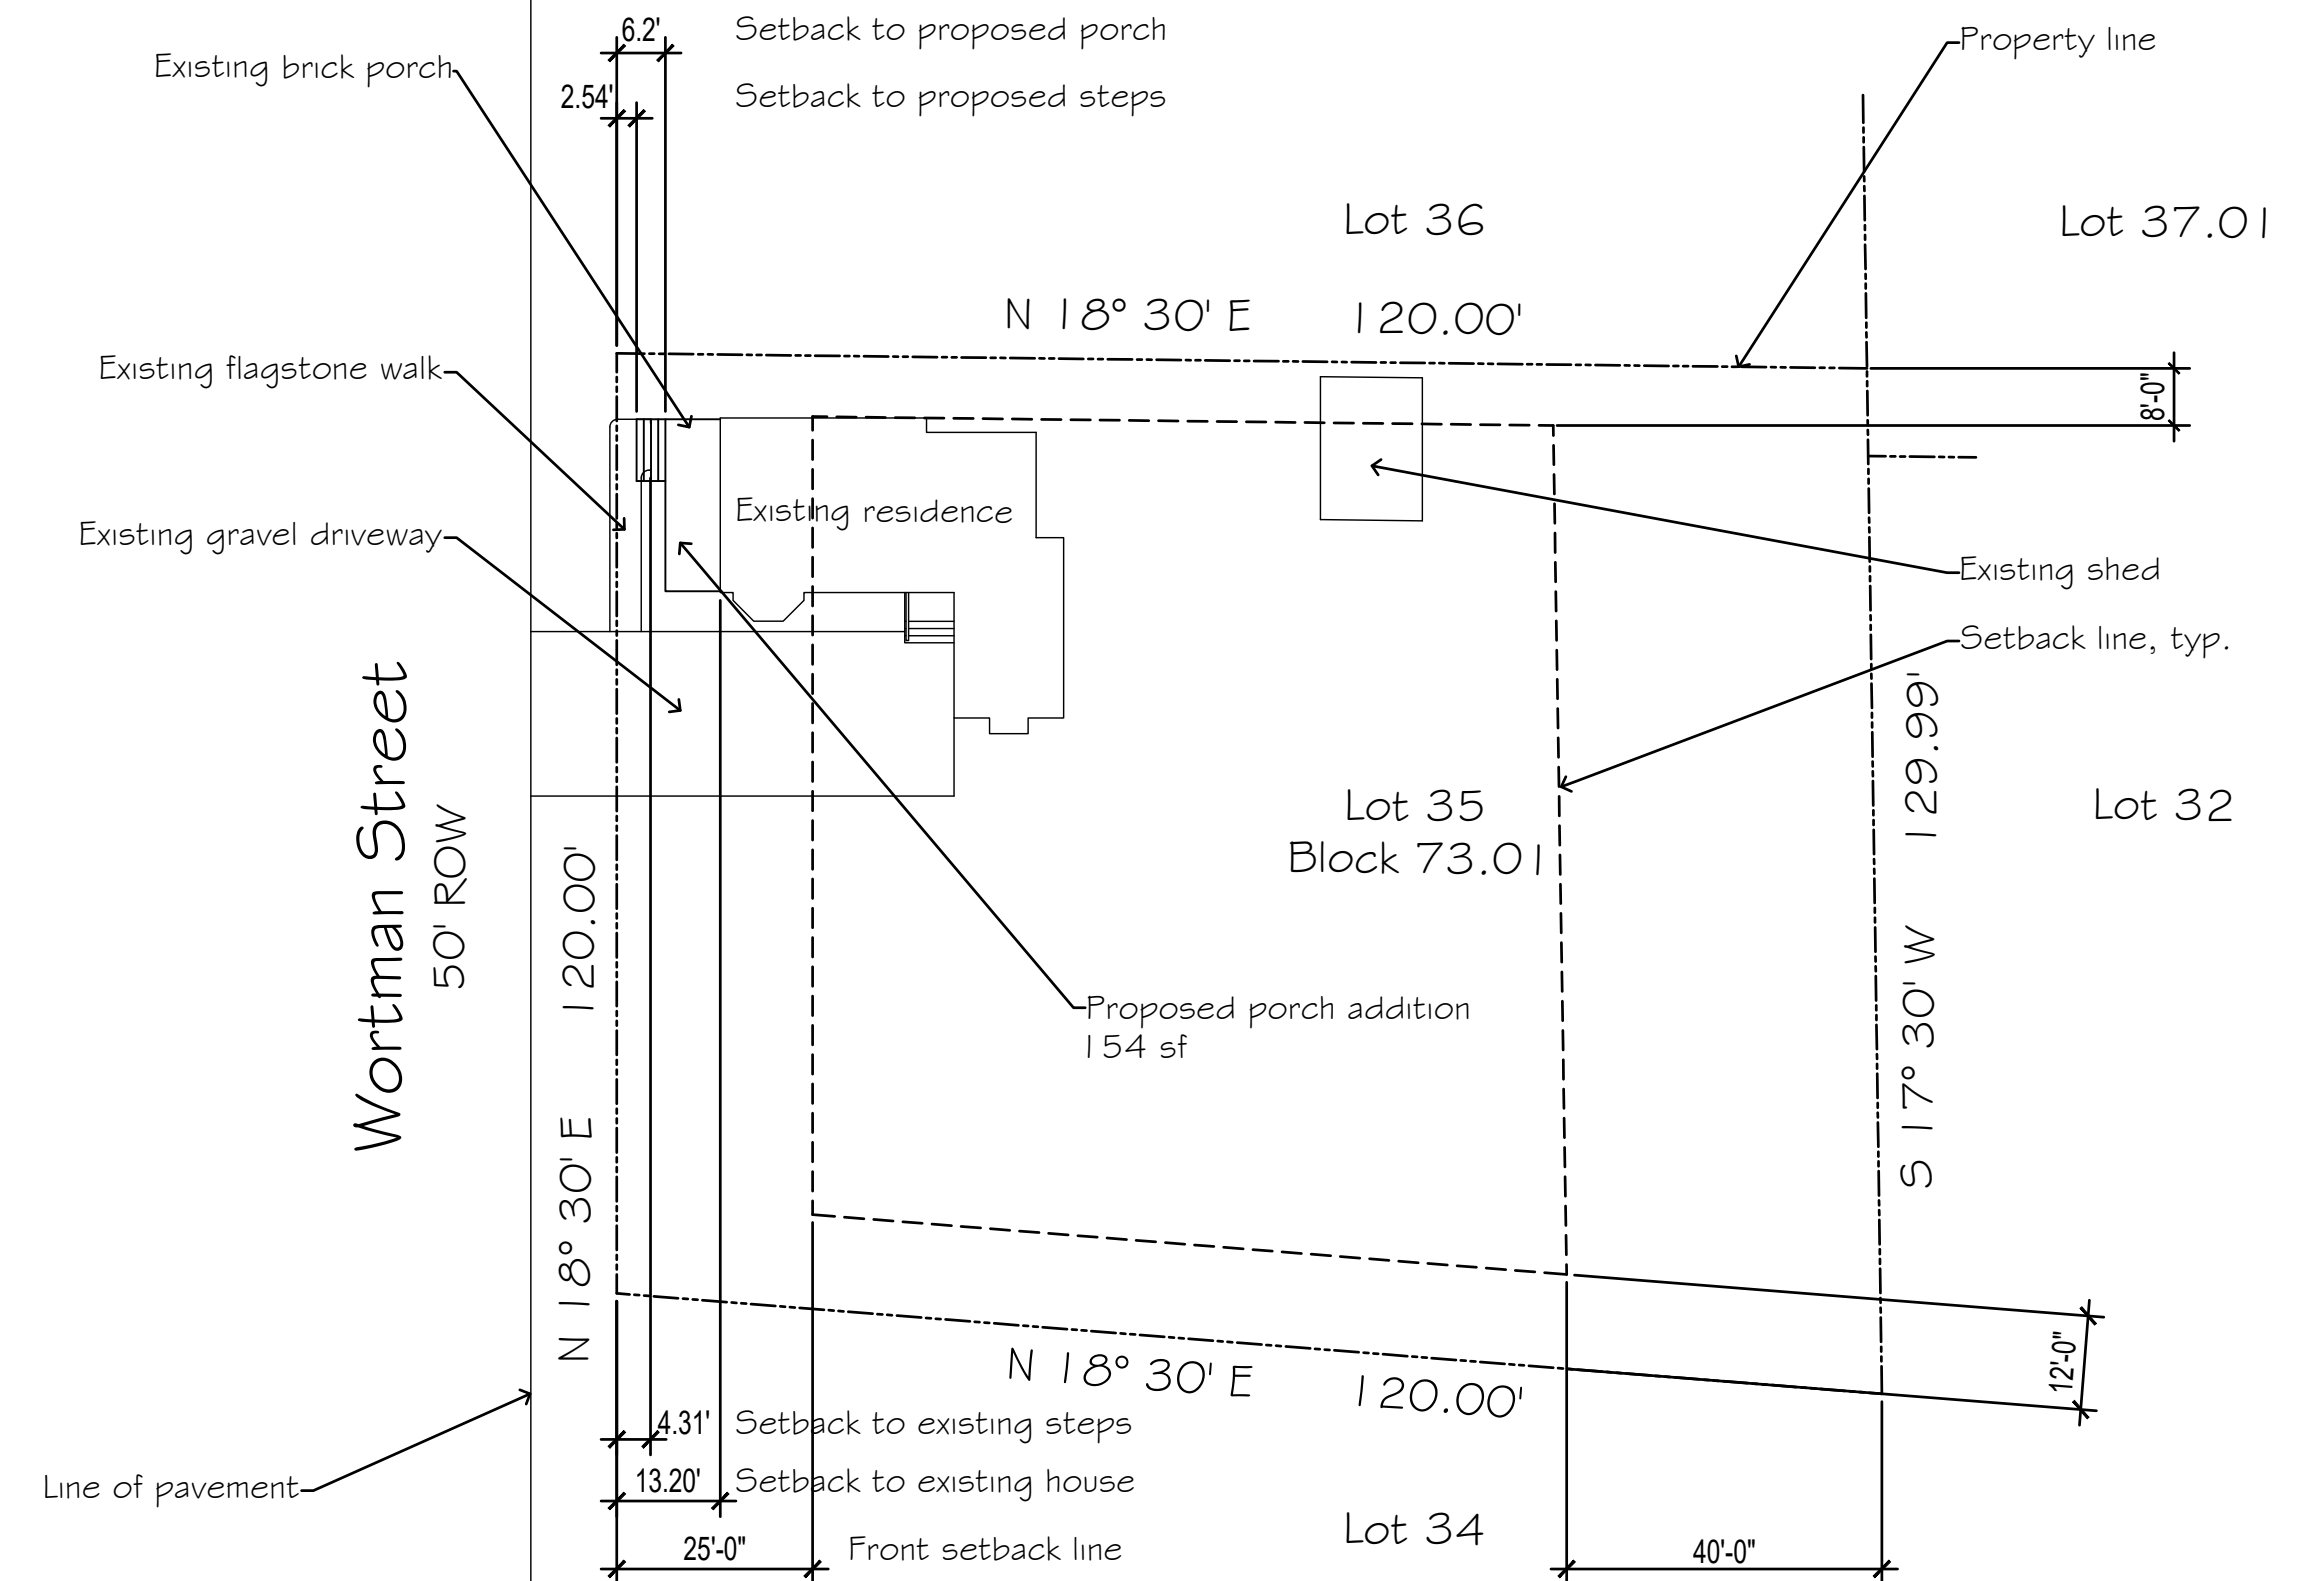 6.2'
Setback to proposed porch
Property line
Existing brick porch
2.54'
Setback to proposed steps
Lot 36
Lot 37.01
N 18° 30' E 120.00'
Existing flagstone walk
8'-0"
Existing residence
Existing gravel driveway
Existing shed
Setback line, typ.
Wortman Street
50' ROW
N 18° 30' E 120.00'
S 17° 30' W 129.99'
Lot 35
Block 73.01
Lot 32
Proposed porch addition
154 sf
N 18° 30' E 120.00'
12'-0"
4.31'
Setback to existing steps
13.20'
Setback to existing house
Line of pavement
25'-0"
Front setback line
Lot 34
40'-0"